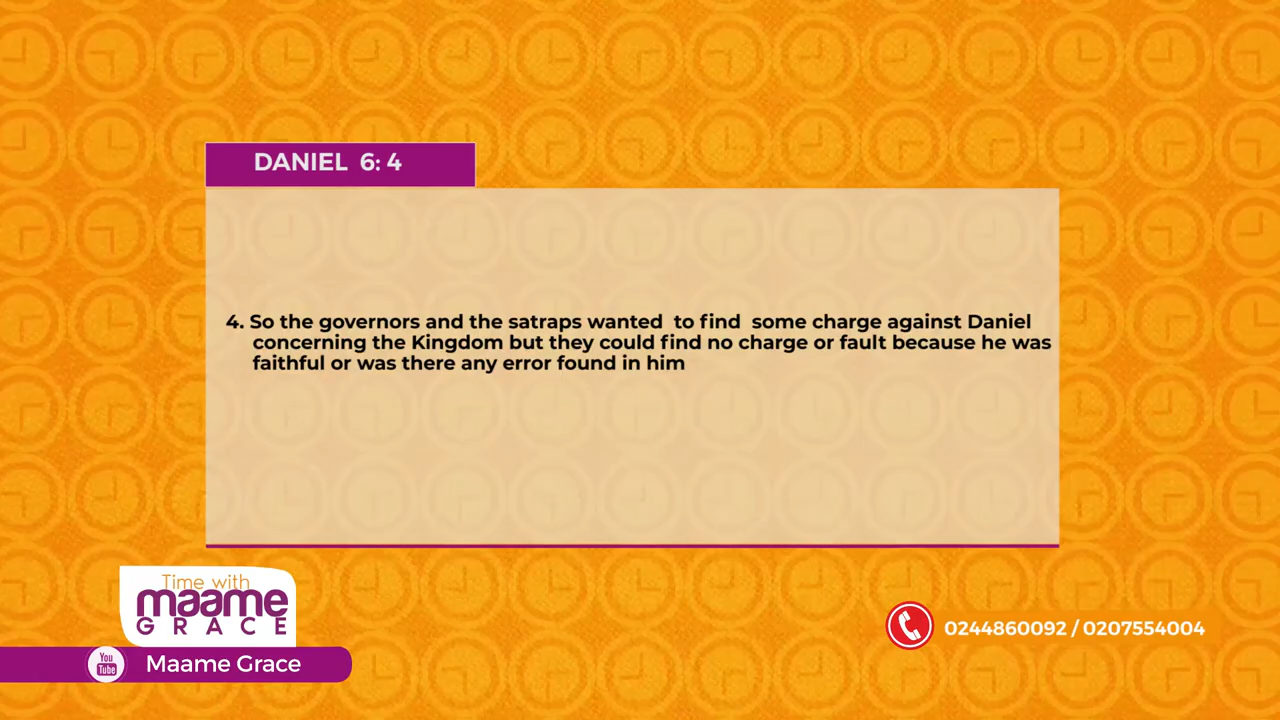 DANIEL 6: 4
4. So the governors and the satraps wanted to find some charge against Daniel
concerning the Kingdom but they could find no charge or fault because he was
faithful or was there any error found in him
Time with
maame
GRACE
You
Tube
Maame Grace
0244860092 / 0207554004